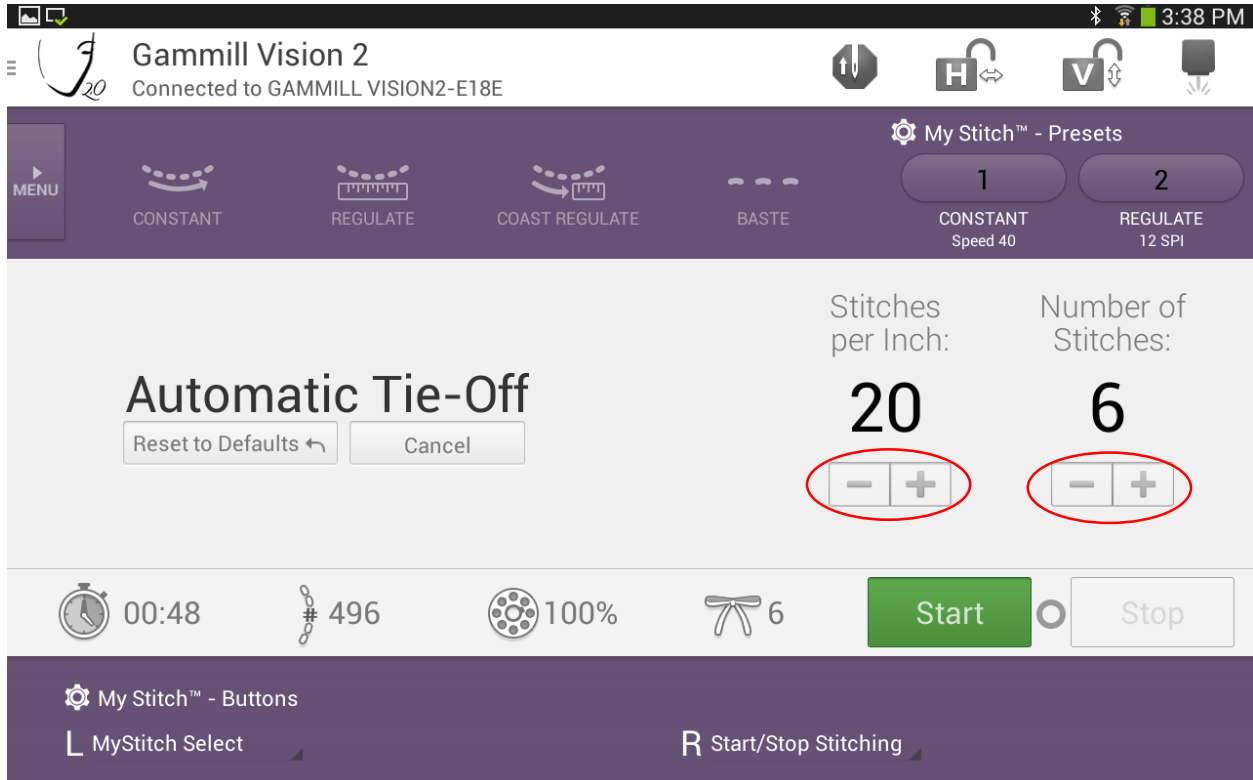 3:38 PM
Gammill Vision 2
Connected to GAMMILL VISION2-E18E
20
H
V
My Stitch™ - Presets
MENU
CONSTANT
REGULATE
COAST REGULATE
BASTE
1
2
CONSTANT
Speed 40
REGULATE
12 SPI
Stitches
per Inch:
Number of
Stitches:
Automatic Tie-Off
20
6
Reset to Defaults
Cancel
00:48
# 496
100%
6
Start
Stop
My Stitch™ - Buttons
L MyStitch Select
R Start/Stop Stitching